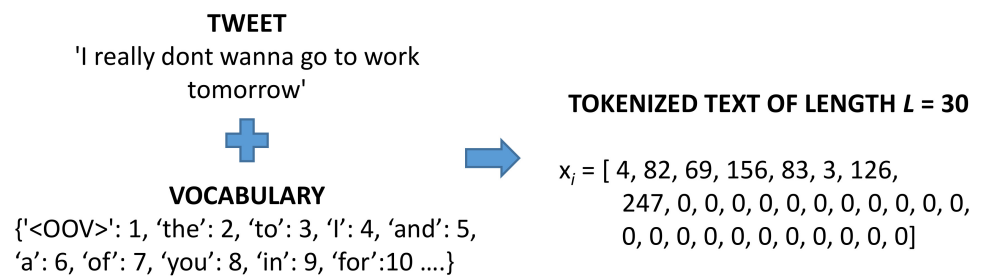 TWEET
'I really dont wanna go to work
tomorrow'
VOCABULARY
{'<OOV>': 1, ‘the’: 2, ‘to’: 3, ‘I’: 4, ‘and’: 5,
‘a’: 6, ‘of’: 7, ‘you’: 8, ‘in’: 9, ‘for’:10 ....}
TOKENIZED TEXT OF LENGTH L = 30
xi = [ 4, 82, 69, 156, 83, 3, 126,
247, 0, 0, 0, 0, 0, 0, 0, 0, 0, 0, 0,
0, 0, 0, 0, 0, 0, 0, 0, 0, 0, 0]